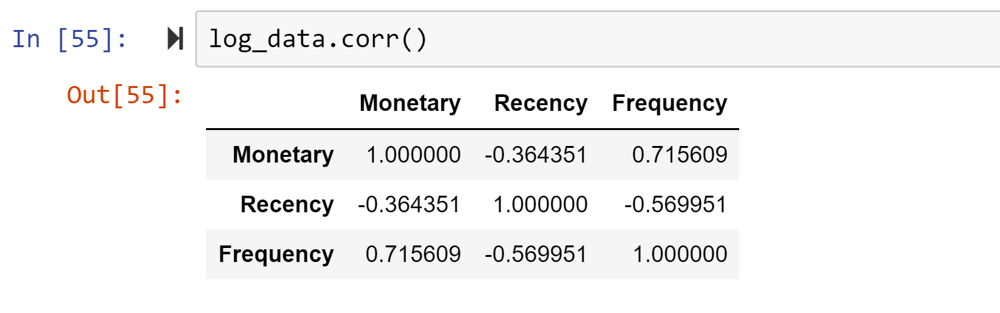 In [55]: log_data.corr()
Out[55]:
Monetary Recency Frequency
Monetary 1.000000 -0.364351 0.715609
Recency -0.364351 1.000000 -0.569951
Frequency 0.715609 -0.569951 1.000000